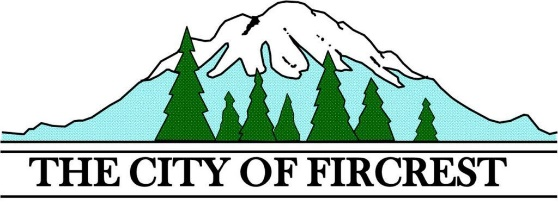 THE CITY OF FIRCREST